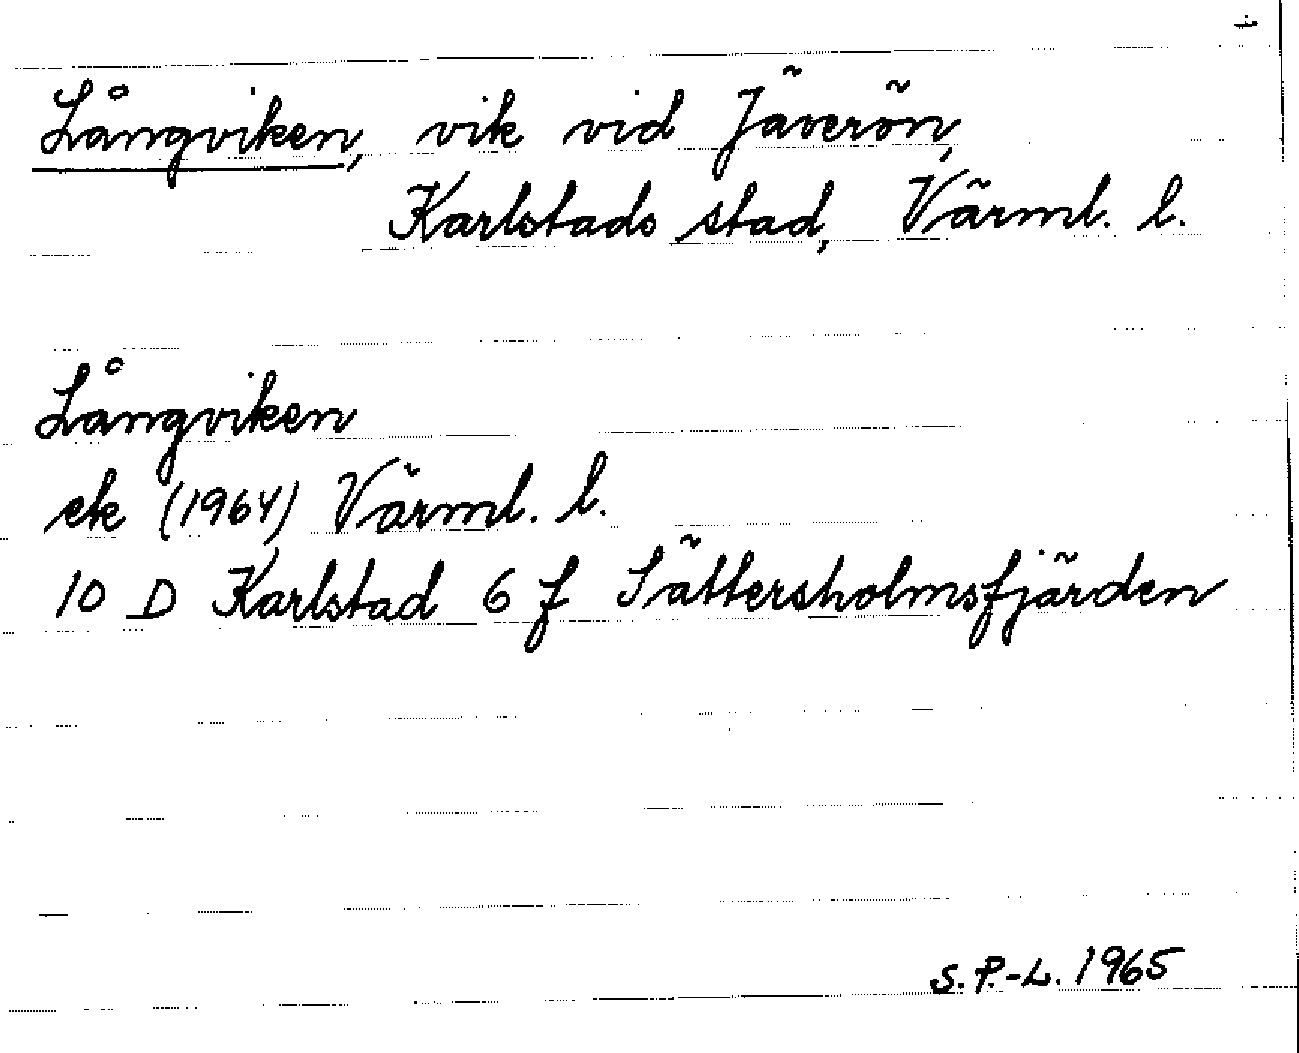 Långviken, vik vid Jäverön,
Karlstads stad, Värml. l.
Långviken
ek (1964) Värml. l.
10 D Karlstad 6 f Sättersholmsfjärden
S.P.-L. 1965